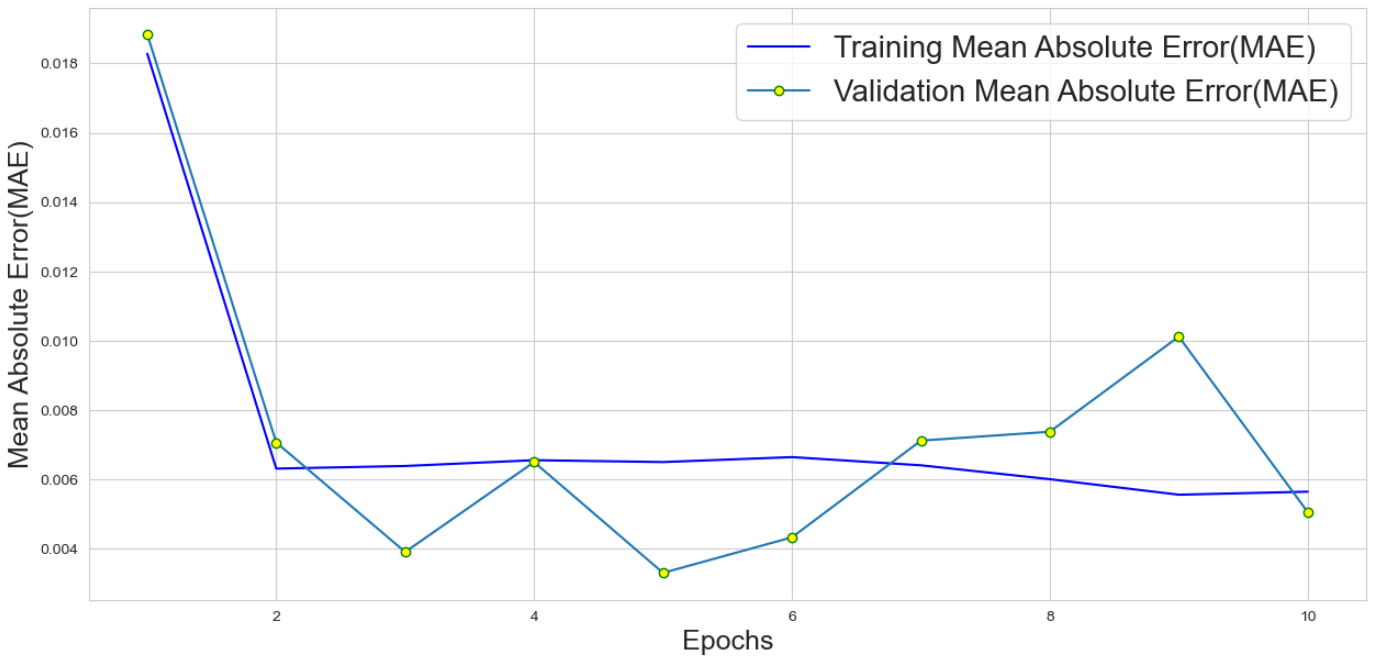 Training Mean Absolute Error(MAE)
Validation Mean Absolute Error(MAE)
Mean Absolute Error(MAE)
0.018
0.016
0.014
0.012
0.010
0.008
0.006
0.004
2 4 6 8 10
Epochs